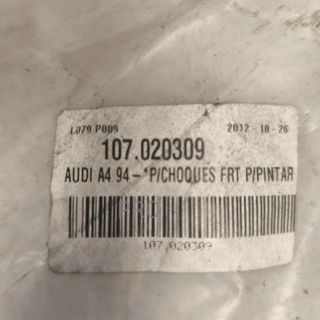 L079 P009 2012-10-26
107.020309
AUDI A4 94-*P/CHOQUES FRT P/PINTAR
107.020309